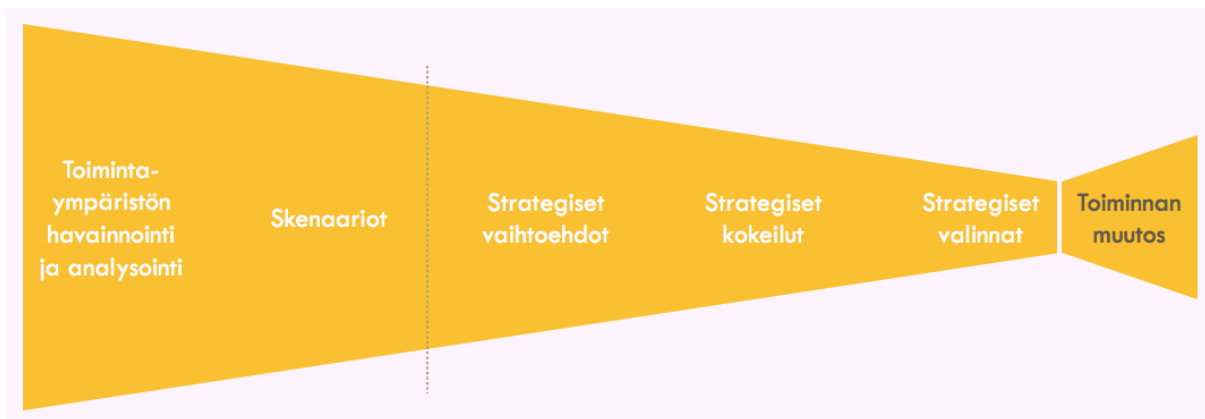 Toiminta-
ympäristön
havainnointi
ja analysointi
Skenaariot
Strategiset
vaihtoehdot
Strategiset
kokeilut
Strategiset
valinnat
Toiminnan
muutos